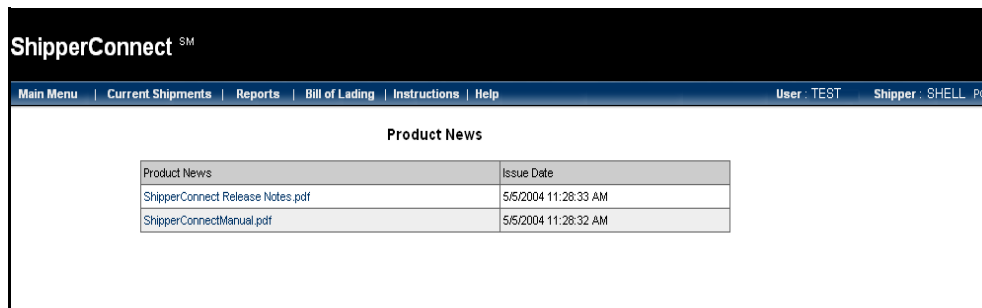 ShipperConnect SM
Main Menu | Current Shipments | Reports | Bill of Lading | Instructions | Help User : TEST Shipper : SHELL
Product News
Product News Issue Date
ShipperConnect Release Notes.pdf 5/5/2004 11:28:33 AM
ShipperConnectManual.pdf 5/5/2004 11:28:32 AM